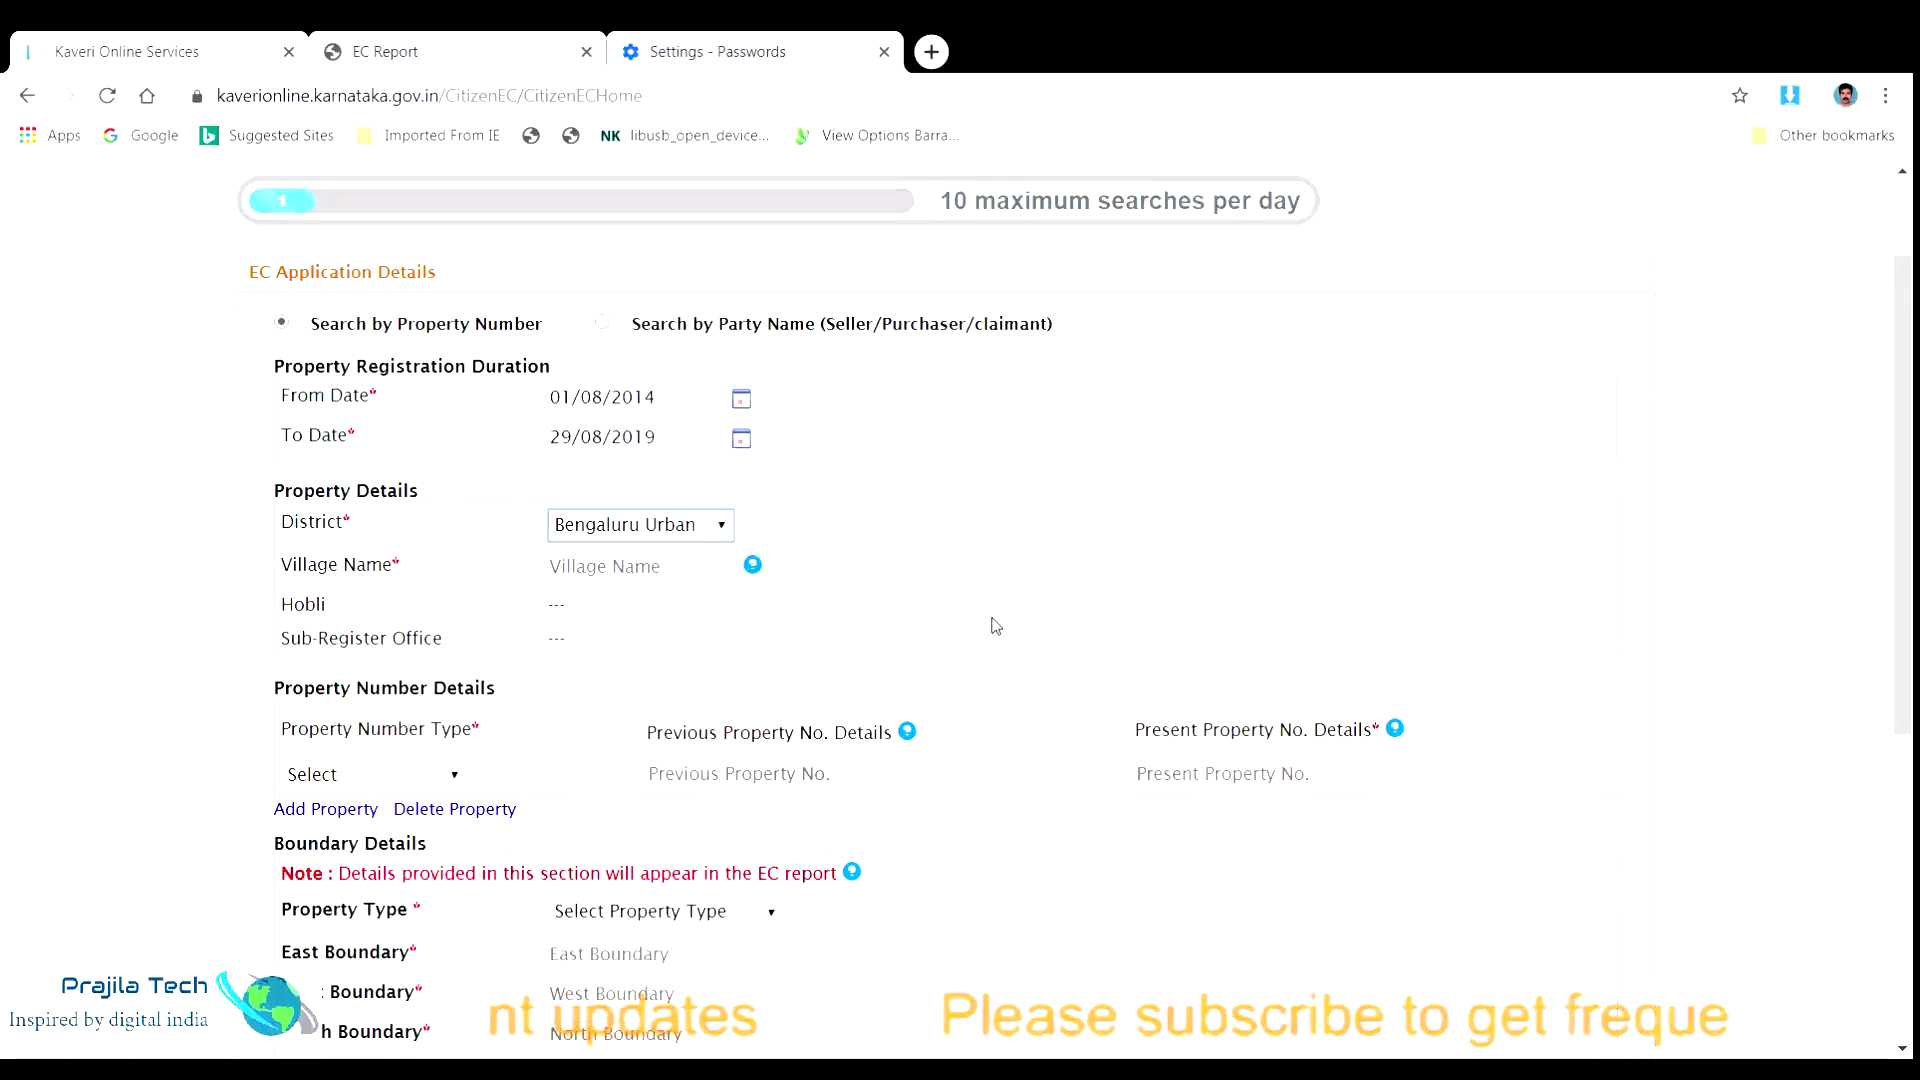 Kaveri Online Services
EC Report
Settings - Passwords
kaverionline.karnataka.gov.in/CitizenEC/CitizenECHome
Apps
Google
Suggested Sites
Imported From IE
NK libusb_open_device...
View Options Barra...
Other bookmarks
1
10 maximum searches per day
EC Application Details
Search by Property Number
Search by Party Name (Seller/Purchaser/claimant)
Property Registration Duration
From Date*
01/08/2014
To Date*
29/08/2019
Property Details
District*
Bengaluru Urban
Village Name*
Village Name
Hobli
---
Sub-Register Office
---
Property Number Details
Property Number Type*
Previous Property No. Details
Present Property No. Details*
Select
Previous Property No.
Present Property No.
Add Property Delete Property
Boundary Details
Note : Details provided in this section will appear in the EC report
Property Type *
Select Property Type
East Boundary*
East Boundary
Boundary*
West Boundary
h Boundary*
North Boundary
Prajila Tech
Inspired by digital india
nt updates
Please subscribe to get freque